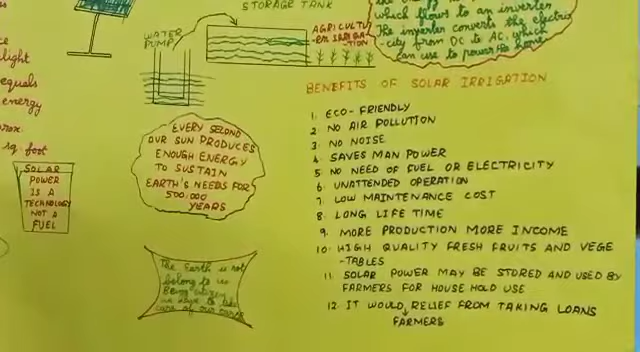 STORAGE TANK
WATER
PUMP
AGRICULTU
-ER IRRIGA
-TION
which flows to an inverter
The inverter converts the electric
-city from DC to AC, which
can use to power the home
light
equals
energy
sq. foot
SOLAR
POWER
IS A
TECHNOLOGY
NOT A
FUEL
EVERY SECOND
OUR SUN PRODUCES
ENOUGH ENERGY
TO SUSTAIN
EARTH'S NEEDS FOR
500,000
YEARS
The Earth is not
belong to us
Being
care of our earth
BENEFITS OF SOLAR IRRIGATION
1. ECO-FRIENDLY
2. NO AIR POLLUTION
3. NO NOISE
4. SAVES MAN POWER
5. NO NEED OF FUEL OR ELECTRICITY
6. UNATTENDED OPERATION
7. LOW MAINTENANCE COST
8. LONG LIFE TIME
9. MORE PRODUCTION MORE INCOME
10. HIGH QUALITY FRESH FRUITS AND VEGE
-TABLES
11. SOLAR POWER MAY BE STORED AND USED BY
FARMERS FOR HOUSE HOLD USE
12. IT WOULD RELIEF FROM TAKING LOANS
FARMERS